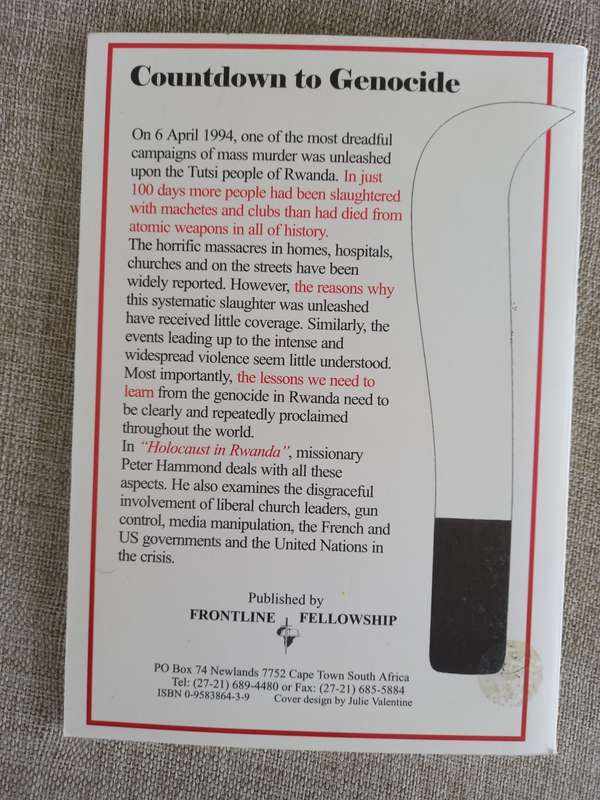 Countdown to Genocide
On 6 April 1994, one of the most dreadful
campaigns of mass murder was unleashed
upon the Tutsi people of Rwanda. In just
100 days more people had been slaughtered
with machetes and clubs than had died from
atomic weapons in all of history.
The horrific massacres in homes, hospitals,
churches and on the streets have been
widely reported. However, the reasons why
this systematic slaughter was unleashed
have received little coverage. Similarly, the
events leading up to the intense and
widespread violence seem little understood.
Most importantly, the lessons we need to
learn from the genocide in Rwanda need to
be clearly and repeatedly proclaimed
throughout the world.
In “Holocaust in Rwanda”, missionary
Peter Hammond deals with all these
aspects. He also examines the disgraceful
involvement of liberal church leaders, gun
control, media manipulation, the French and
US governments and the United Nations in
the crisis.
Published by
FRONTLINE FELLOWSHIP
PO Box 74 Newlands 7752 Cape Town South Africa
Tel: (27-21) 689-4480 or Fax: (27-21) 685-5884
ISBN 0-9583864-3-9 Cover design by Julie Valentine